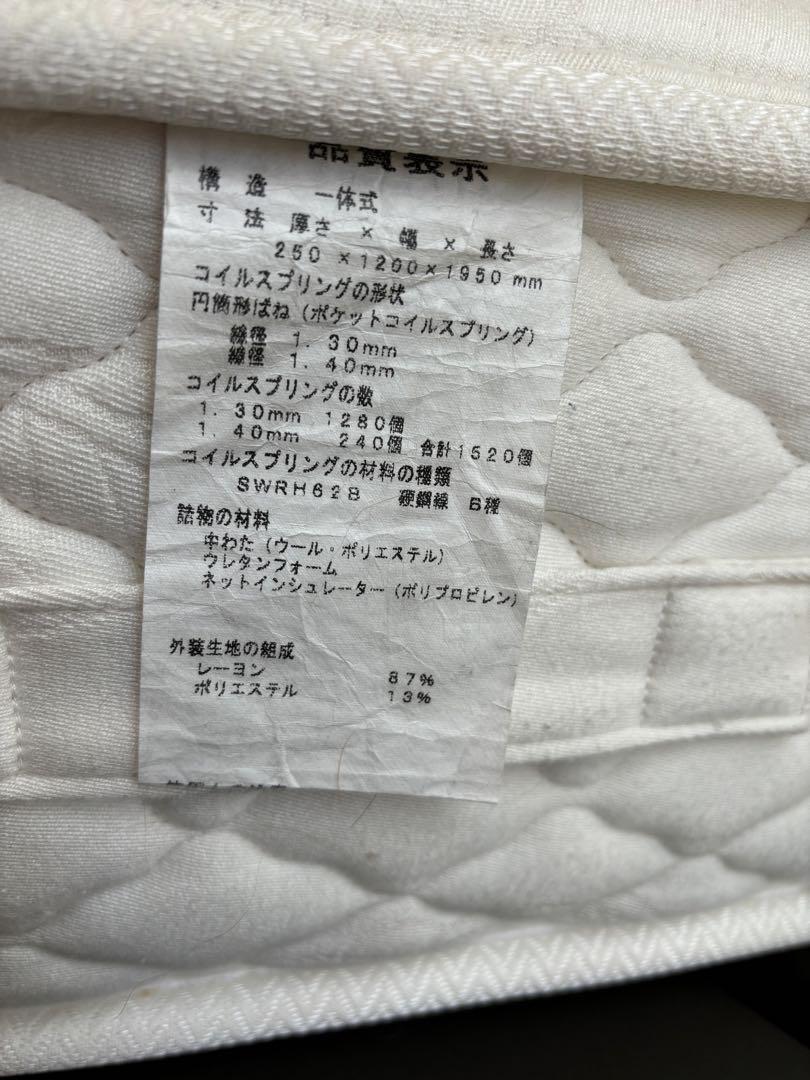 品質表示
構 造 一体式
寸 法 厚さ × 幅 × 長さ
250 ×1200×1950 mm
コイルスプリングの形状
円筒形ばね（ポケットコイルスプリング）
線径 1.30mm
線径 1.40mm
コイルスプリングの数
1.30mm 1280個
1.40mm 240個 合計1520個
コイルスプリングの材料の種類
SWRH62B 硬鋼線 B種
詰物の材料
中わた（ウール・ポリエステル）
ウレタンフォーム
ネットインシュレーター（ポリプロピレン）
外装生地の組成
レーヨン 87%
ポリエステル 13%